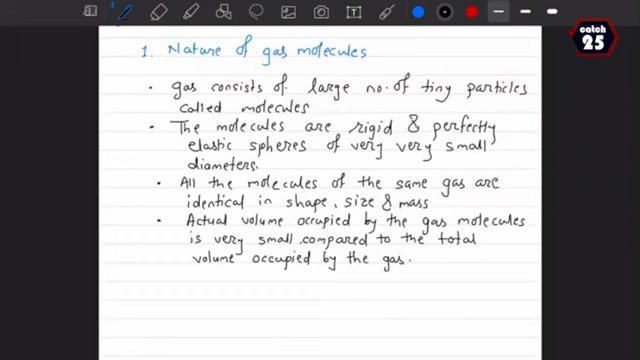 catch
25
1. Nature of gas molecules
• Gas consists of large no. of tiny particles
called molecules
• The molecules are rigid & perfectly
elastic spheres of very very small
diameters.
• All the molecules of the same gas are
identical in shape, size & mass
• Actual volume occupied by the gas molecules
is very small compared to the total
volume occupied by the gas.